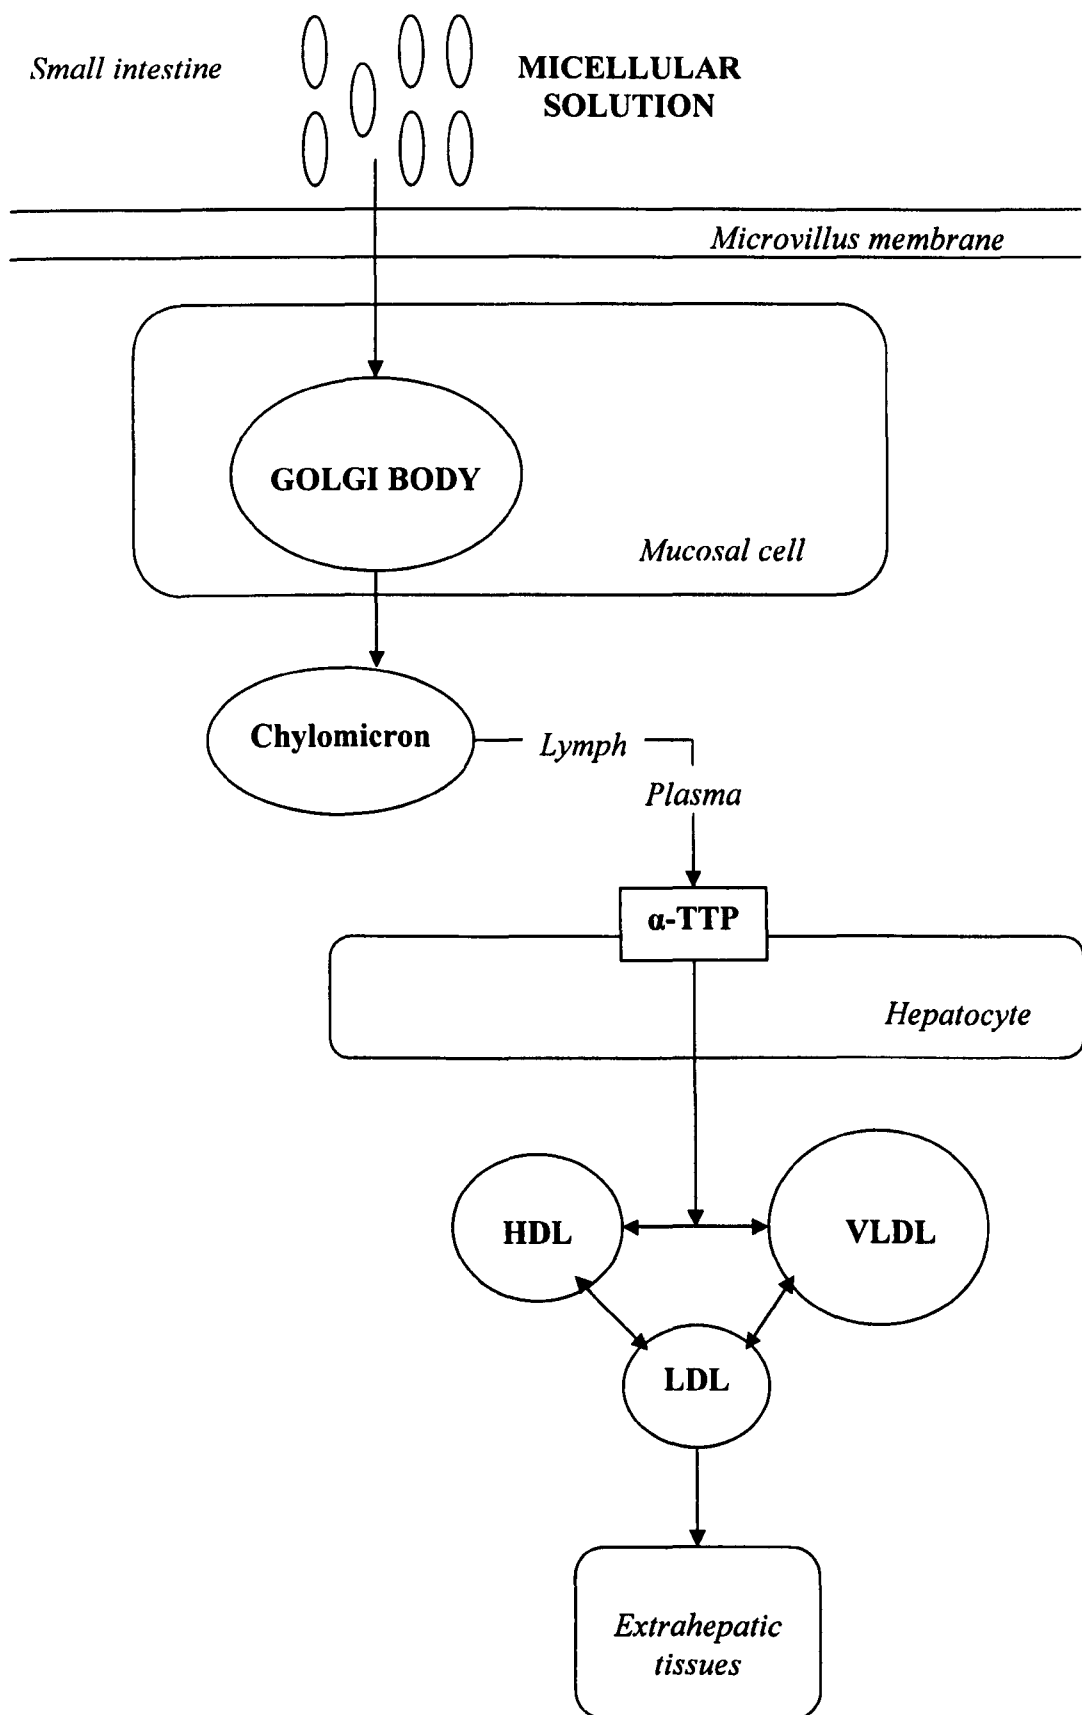 Small intestine
MICELLULAR
SOLUTION
Microvillus membrane
GOLGI BODY
Mucosal cell
Chylomicron
Lymph
Plasma
α-TTP
Hepatocyte
HDL
VLDL
LDL
Extrahepatic
tissues